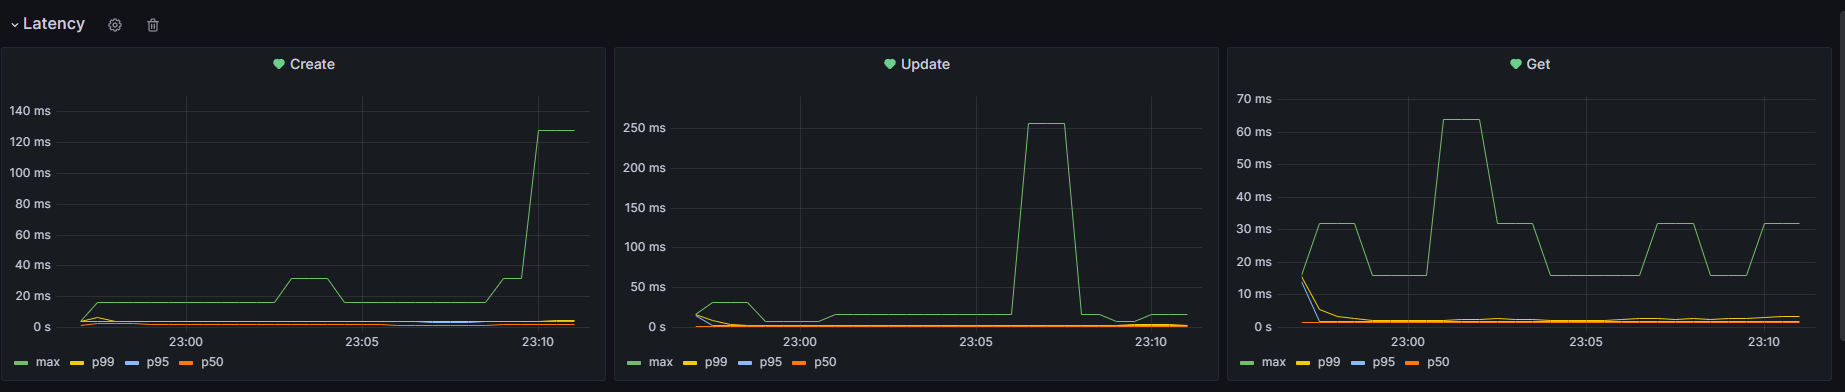 Latency
Create
140 ms
120 ms
100 ms
80 ms
60 ms
40 ms
20 ms
0 s
23:00 23:05 23:10
max p99 p95 p50
Update
250 ms
200 ms
150 ms
100 ms
50 ms
0 s
23:00 23:05 23:10
max p99 p95 p50
Get
70 ms
60 ms
50 ms
40 ms
30 ms
20 ms
10 ms
0 s
23:00 23:05 23:10
max p99 p95 p50